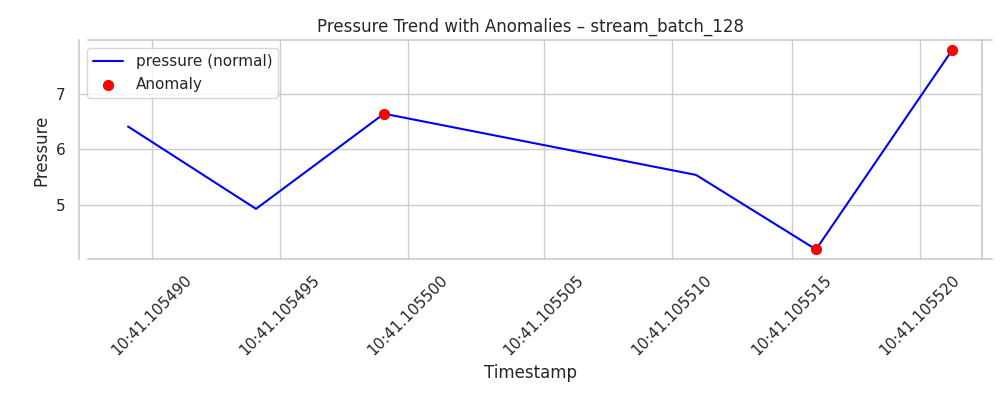 Pressure Trend with Anomalies – stream_batch_128
pressure (normal)
Anomaly
Pressure
7
6
5
10:41.105490
10:41.105495
10:41.105500
10:41.105505
10:41.105510
10:41.105515
10:41.105520
Timestamp